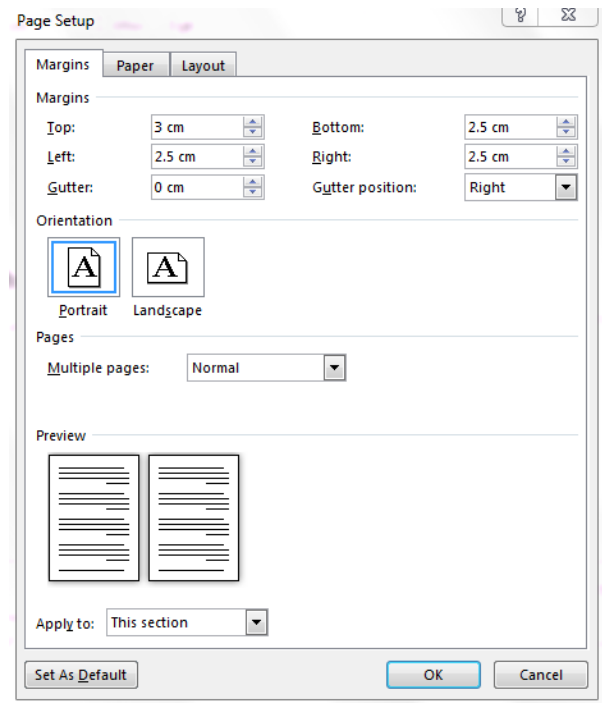 Page Setup
Margins Paper Layout
Margins
Top: 3 cm Bottom: 2.5 cm
Left: 2.5 cm Right: 2.5 cm
Gutter: 0 cm Gutter position: Right
Orientation
A A
Portrait Landscape
Pages
Multiple pages: Normal
Preview
Apply to: This section
Set As Default OK Cancel